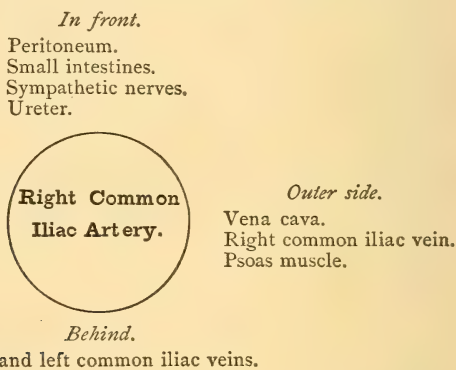 In front.
Peritoneum.
Small intestines.
Sympathetic nerves.
Ureter.
Right Common
Iliac Artery.
Outer side.
Vena cava.
Right common iliac vein.
Psoas muscle.
Behind.
and left common iliac veins.